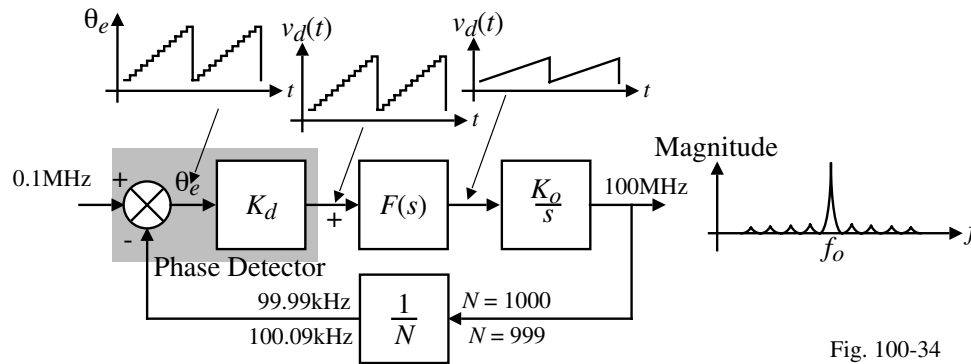 θe
t
vd(t)
t
vd(t)
t
0.1MHz
+
-
θe
Kd
+
F(s)
Ko
s
100MHz
Phase Detector
Magnitude
fo
f
99.99kHz
100.09kHz
1
N
N = 1000
N = 999
Fig. 100-34